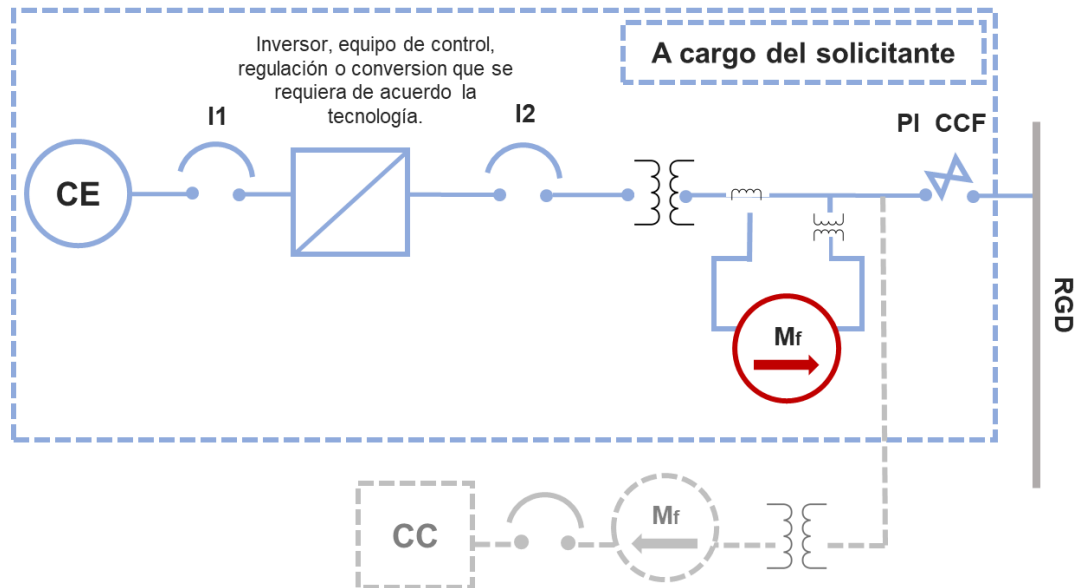 Inversor, equipo de control,
regulación o conversion que se
requiera de acuerdo la
tecnología.
A cargo del solicitante
I1
I2
PI CCF
CE
Mf
RGD
CC
Mf